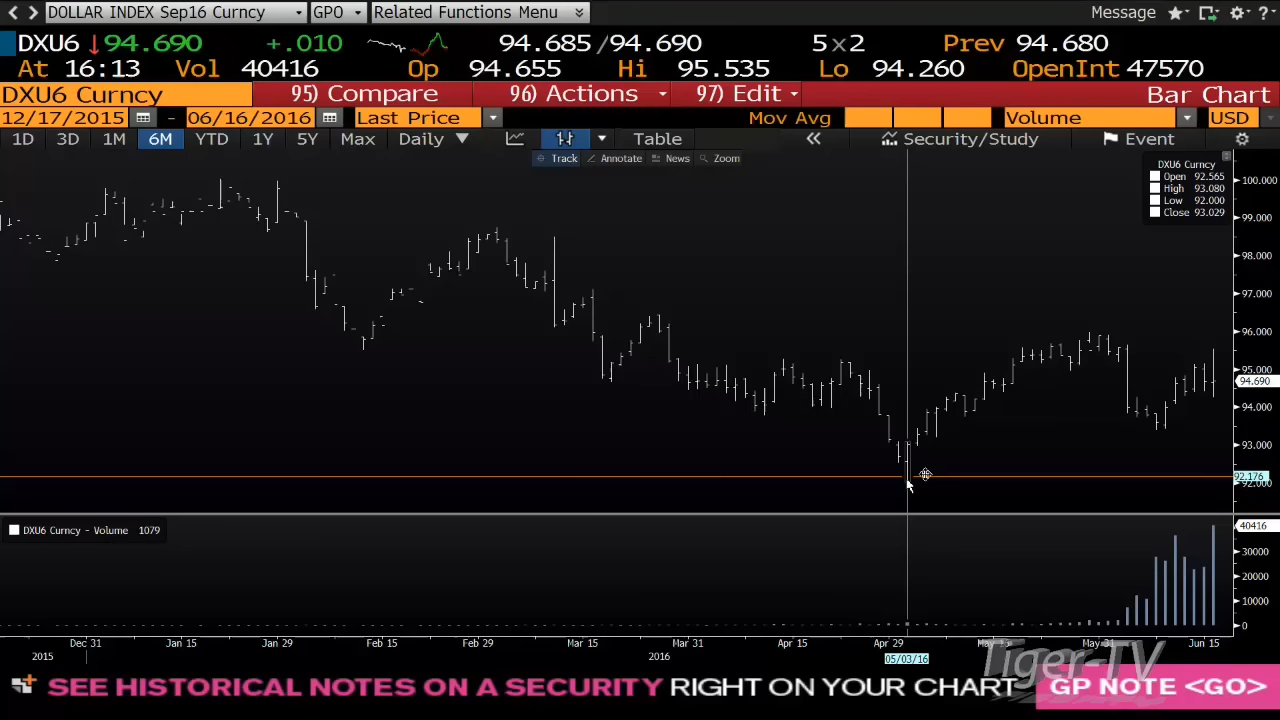 DOLLAR INDEX Sep16 Curncy GPO Related Functions Menu Message
DXU6 94.690 +.010 94.685/94.690 5x2 Prev 94.680
At 16:13 Vol 40416 Op 94.655 Hi 95.535 Lo 94.260 OpenInt 47570
DXU6 Curncy 95) Compare 96) Actions 97) Edit Bar Chart
12/17/2015 - 06/16/2016 Last Price Mov Avg Volume USD
1D 3D 1M 6M YTD 1Y 5Y Max Daily Table Security/Study Event
Track Annotate News Zoom
DXU6 Curncy
Open 92.565
High 93.080
Low 92.000
Close 93.029
100.000
99.000
98.000
97.000
96.000
95.000
94.690
94.000
93.000
92.176
92.000
DXU6 Curncy - Volume 1079
40416
30000
20000
10000
0
Dec 31 Jan 15 Jan 29 Feb 15 Feb 29 Mar 15 Mar 31 Apr 15 Apr 29 May 31 Jun 15
2015 2016 05/03/16
Tiger-TV
SEE HISTORICAL NOTES ON A SECURITY RIGHT ON YOUR CHART GP NOTE <GO>